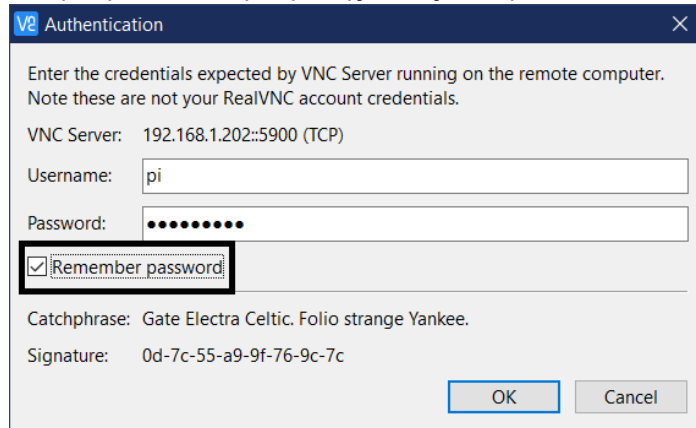 V2 Authentication
Enter the credentials expected by VNC Server running on the remote computer.
Note these are not your RealVNC account credentials.
VNC Server: 192.168.1.202::5900 (TCP)
Username: pi
Password: •••••••••
Remember password
Catchphrase: Gate Electra Celtic. Folio strange Yankee.
Signature: 0d-7c-55-a9-9f-76-9c-7c
OK Cancel